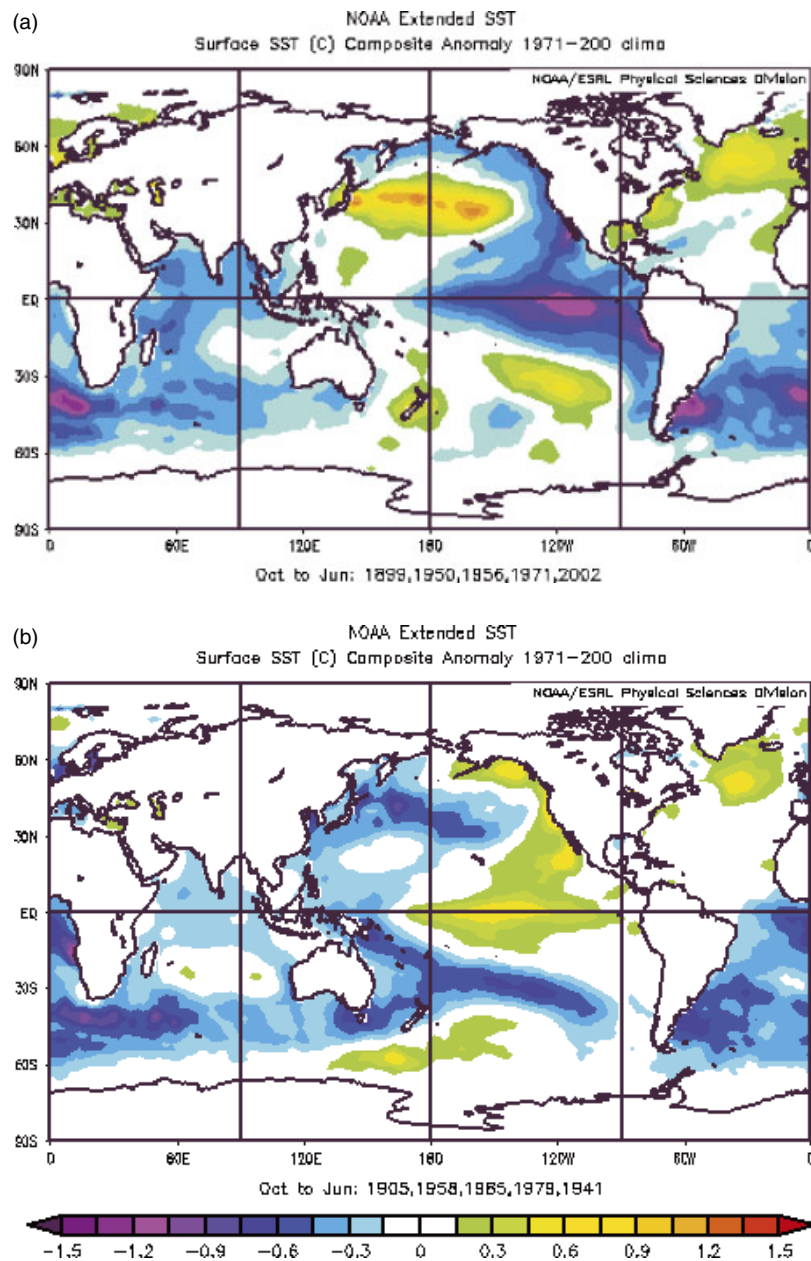 (a)
NOAA Extended SST
Surface SST (C) Composite Anomaly 1971-200 clima
NOAA/ESRL Physical Sciences Division
90N
60N
30N
EQ
30S
60S
90S
0 60E 120E 180 120W 60W 0
Oct to Jun: 1899,1950,1956,1971,2002
(b)
NOAA Extended SST
Surface SST (C) Composite Anomaly 1971-200 clima
NOAA/ESRL Physical Sciences Division
90N
60N
30N
EQ
30S
60S
90S
0 60E 120E 180 120W 60W 0
Oct to Jun: 1905,1958,1965,1979,1941
-1.5 -1.2 -0.9 -0.6 -0.3 0 0.3 0.6 0.9 1.2 1.5